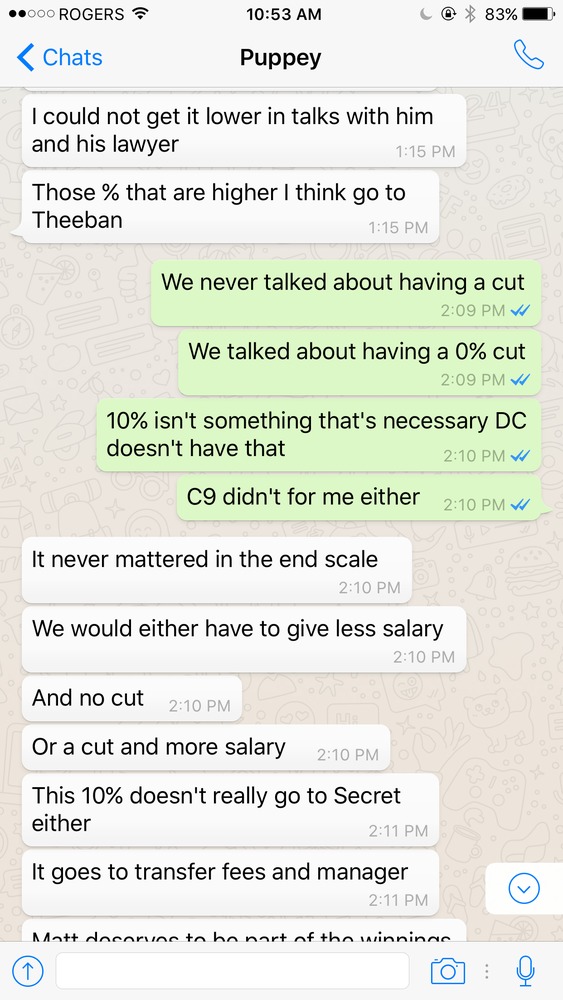 ROGERS 10:53 AM 83%
Chats Puppey
I could not get it lower in talks with him
and his lawyer 1:15 PM
Those % that are higher I think go to
Theeban 1:15 PM
We never talked about having a cut
2:09 PM
We talked about having a 0% cut
2:09 PM
10% isn't something that's necessary DC
doesn't have that 2:10 PM
C9 didn't for me either 2:10 PM
It never mattered in the end scale
2:10 PM
We would either have to give less salary
2:10 PM
And no cut 2:10 PM
Or a cut and more salary 2:10 PM
This 10% doesn't really go to Secret
either 2:11 PM
It goes to transfer fees and manager
2:11 PM
Matt deserves to be part of the winnings